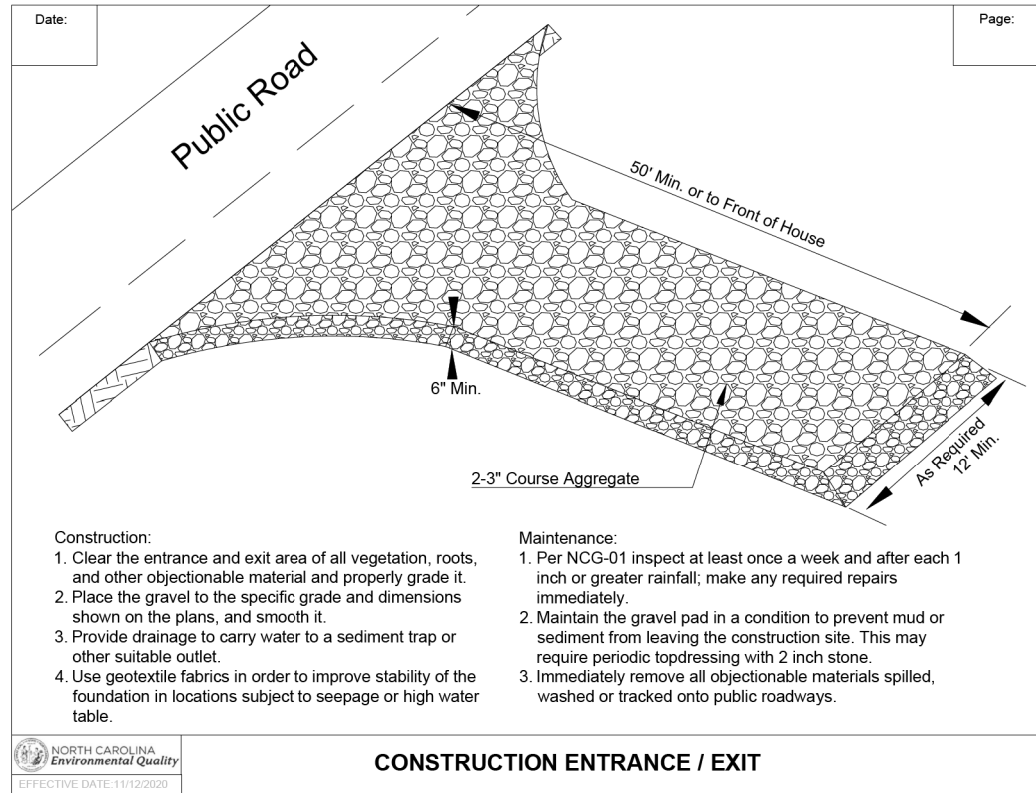 Date:
Page:
Public Road
50' Min. or to Front of House
6" Min.
As Required
12' Min.
2-3" Course Aggregate
Construction:
1. Clear the entrance and exit area of all vegetation, roots,
and other objectionable material and properly grade it.
2. Place the gravel to the specific grade and dimensions
shown on the plans, and smooth it.
3. Provide drainage to carry water to a sediment trap or
other suitable outlet.
4. Use geotextile fabrics in order to improve stability of the
foundation in locations subject to seepage or high water
table.
Maintenance:
1. Per NCG-01 inspect at least once a week and after each 1
inch or greater rainfall; make any required repairs
immediately.
2. Maintain the gravel pad in a condition to prevent mud or
sediment from leaving the construction site. This may
require periodic topdressing with 2 inch stone.
3. Immediately remove all objectionable materials spilled,
washed or tracked onto public roadways.
NORTH CAROLINA
Environmental Quality
EFFECTIVE DATE:11/12/2020
CONSTRUCTION ENTRANCE / EXIT